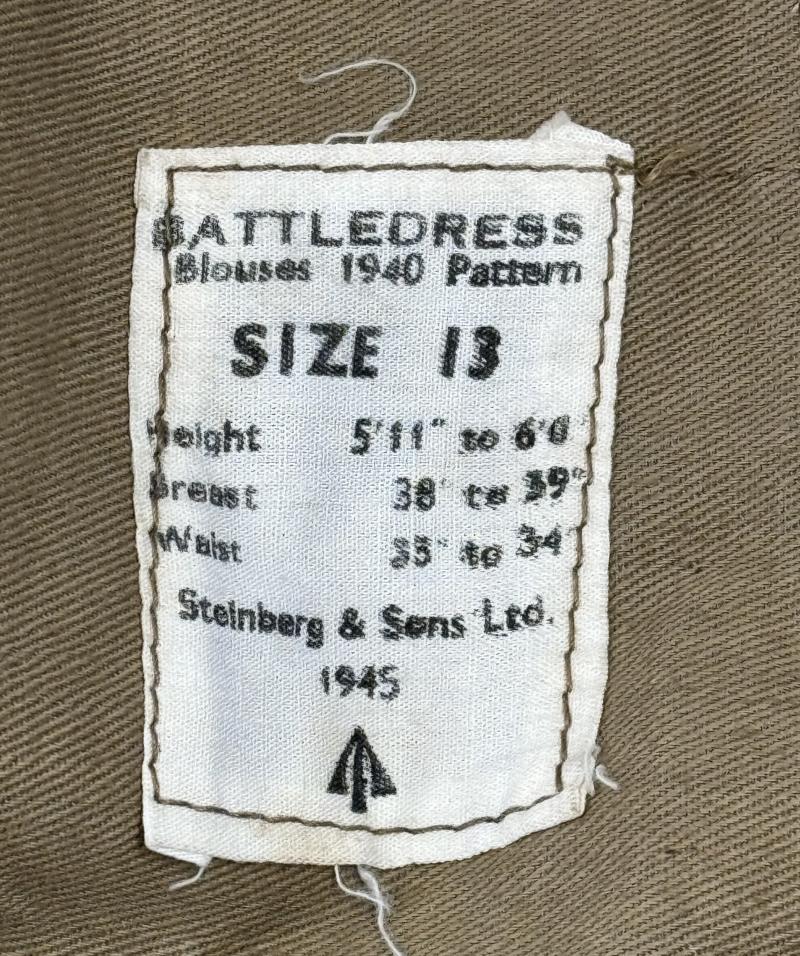 BATTLEDRESS
Blouses 1940 Pattern
SIZE 13
Height 5'11" to 6'0"
Breast 38" to 39"
Waist 33" to 34"
Steinberg & Sons Ltd.
1945